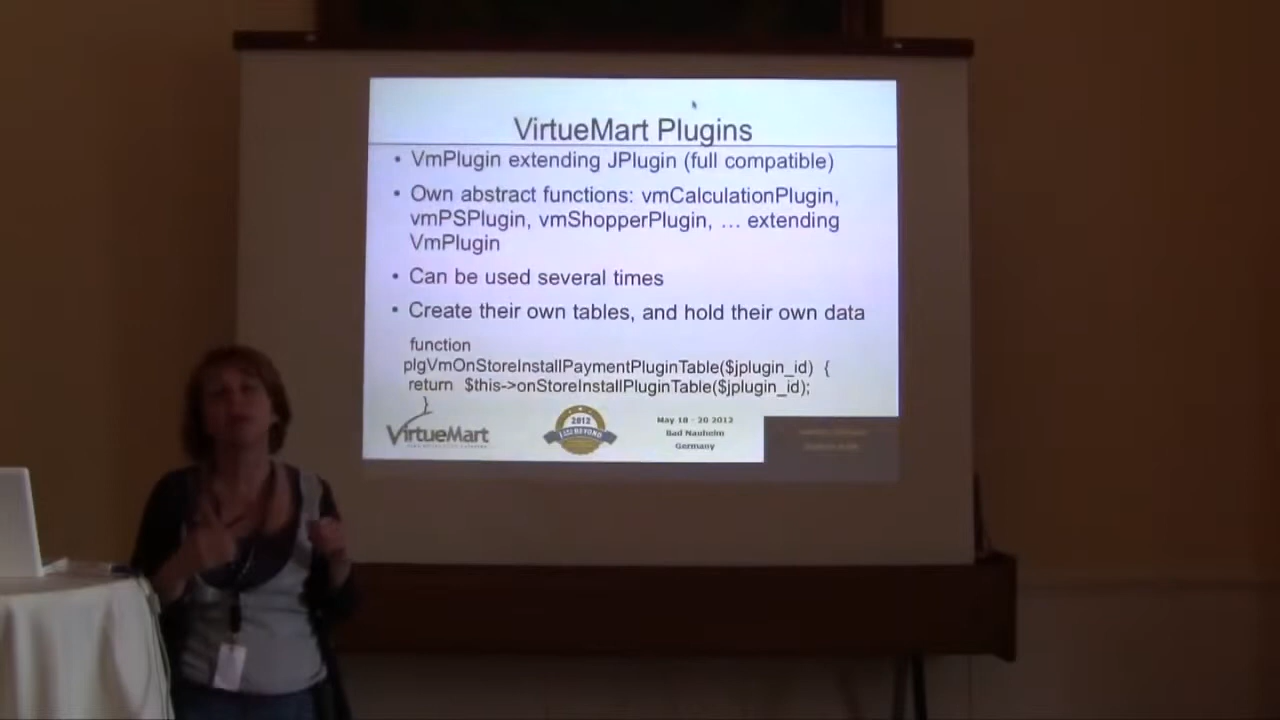 VirtueMart Plugins
• VmPlugin extending JPlugin (full compatible)
• Own abstract functions: vmCalculationPlugin,
vmPSPlugin, vmShopperPlugin, … extending
VmPlugin
• Can be used several times
• Create their own tables, and hold their own data
function
plgVmOnStoreInstallPaymentPluginTable($jplugin_id) {
return $this->onStoreInstallPluginTable($jplugin_id);
}
VirtueMart
2012
BEYOND
May 18 - 20 2012
Bad Nauheim
Germany